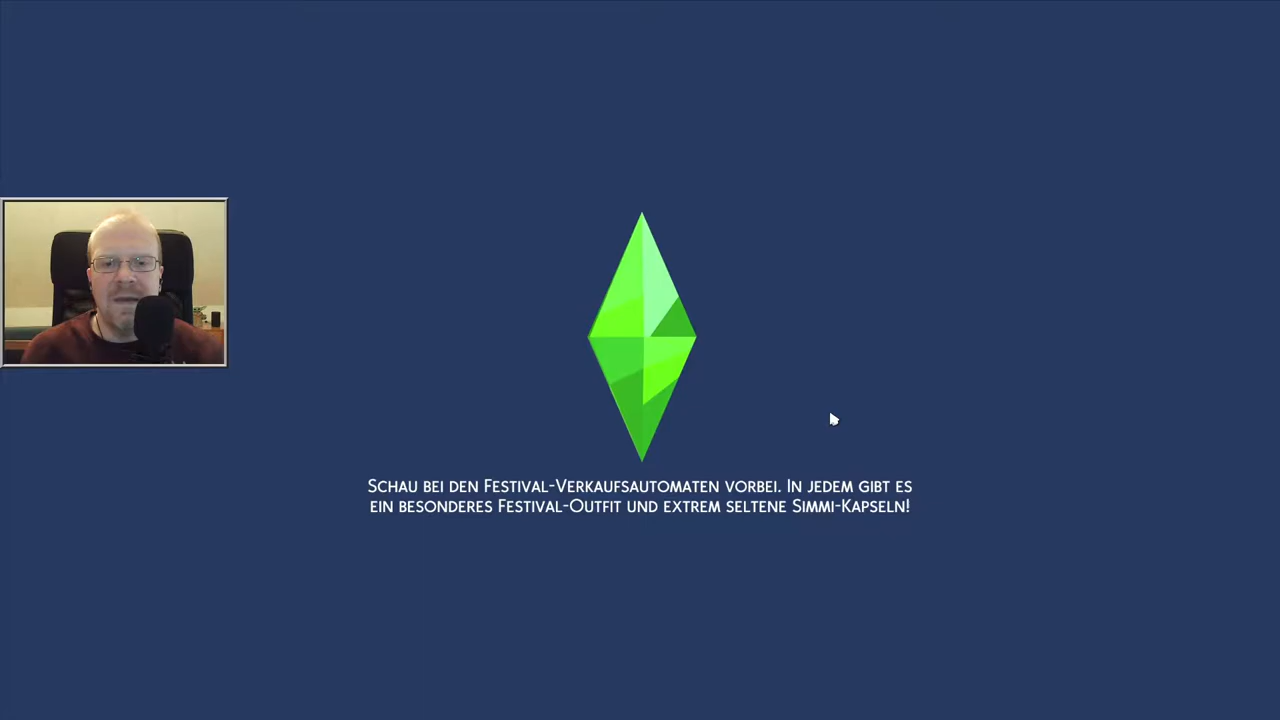 Schau bei den Festival-Verkaufsautomaten vorbei. In jedem gibt es
ein besonderes Festival-Outfit und extrem seltene Simmi-Kapseln!